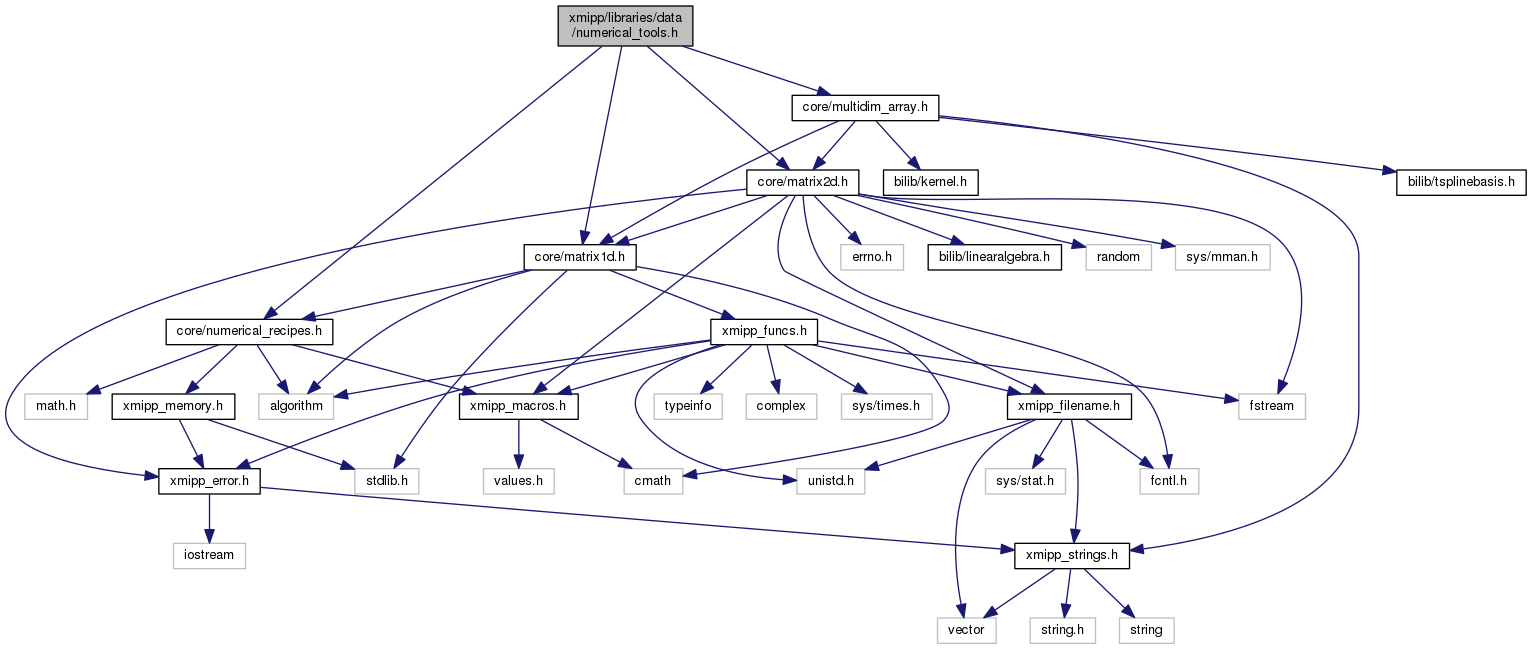 xmipp/libraries/data
/numerical_tools.h
core/multidim_array.h
core/matrix2d.h
bilib/kernel.h
bilib/tsplinebasis.h
core/matrix1d.h
errno.h
bilib/linearalgebra.h
random
sys/mman.h
core/numerical_recipes.h
xmipp_funcs.h
math.h
xmipp_memory.h
algorithm
xmipp_macros.h
typeinfo
complex
sys/times.h
xmipp_filename.h
fstream
xmipp_error.h
stdlib.h
values.h
cmath
unistd.h
sys/stat.h
fcntl.h
iostream
xmipp_strings.h
vector
string.h
string